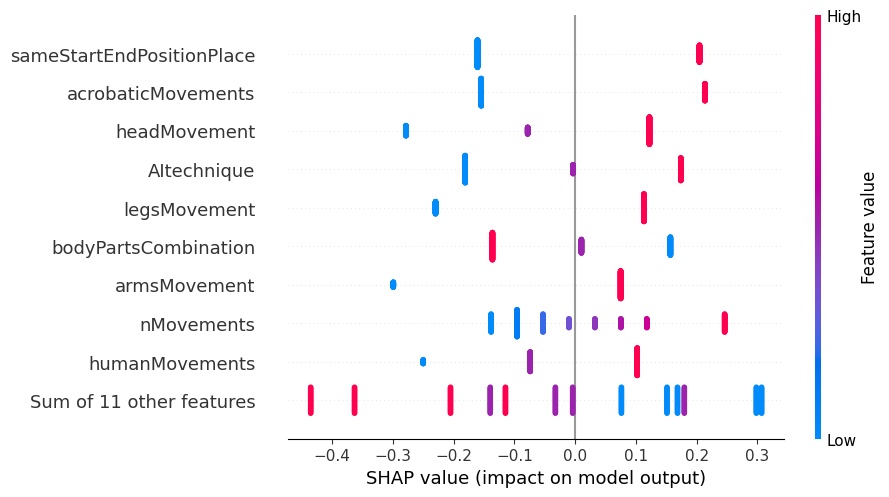 High
sameStartEndPositionPlace
acrobaticMovements
headMovement
AItechnique
legsMovement
bodyPartsCombination
armsMovement
nMovements
humanMovements
Sum of 11 other features
Feature value
Low
−0.4 −0.3 −0.2 −0.1 0.0 0.1 0.2 0.3
SHAP value (impact on model output)